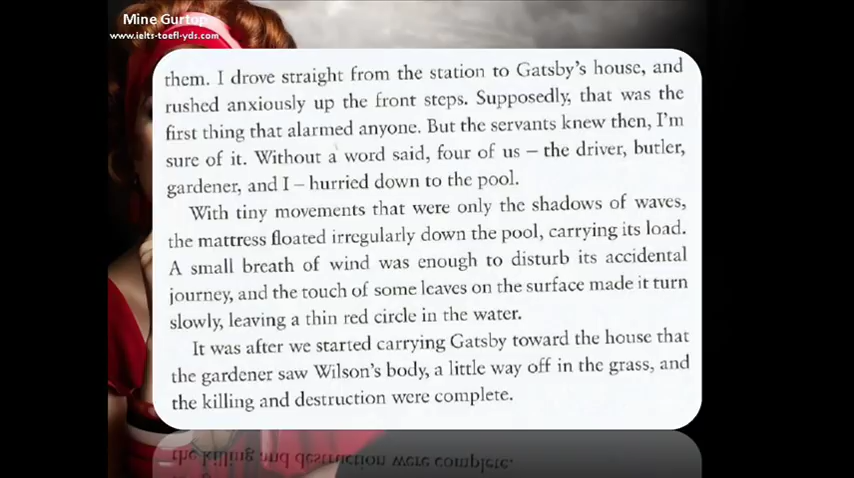 Mine Gurtop
www.ielts-toefl-yds.com
them. I drove straight from the station to Gatsby's house, and
rushed anxiously up the front steps. Supposedly, that was the
first thing that alarmed anyone. But the servants knew then, I'm
sure of it. Without a word said, four of us – the driver, butler,
gardener, and I – hurried down to the pool.
With tiny movements that were only the shadows of waves,
the mattress floated irregularly down the pool, carrying its load.
A small breath of wind was enough to disturb its accidental
journey, and the touch of some leaves on the surface made it turn
slowly, leaving a thin red circle in the water.
It was after we started carrying Gatsby toward the house that
the gardener saw Wilson's body, a little way off in the grass, and
the killing and destruction were complete.